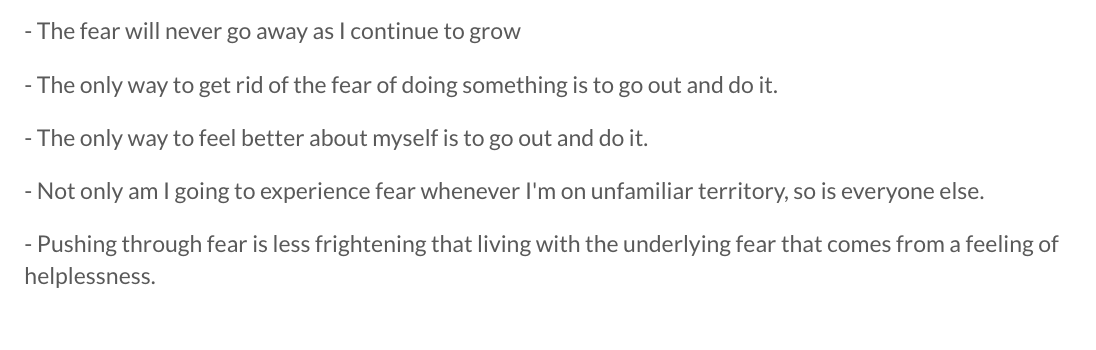 - The fear will never go away as I continue to grow
- The only way to get rid of the fear of doing something is to go out and do it.
- The only way to feel better about myself is to go out and do it.
- Not only am I going to experience fear whenever I'm on unfamiliar territory, so is everyone else.
- Pushing through fear is less frightening that living with the underlying fear that comes from a feeling of
helplessness.